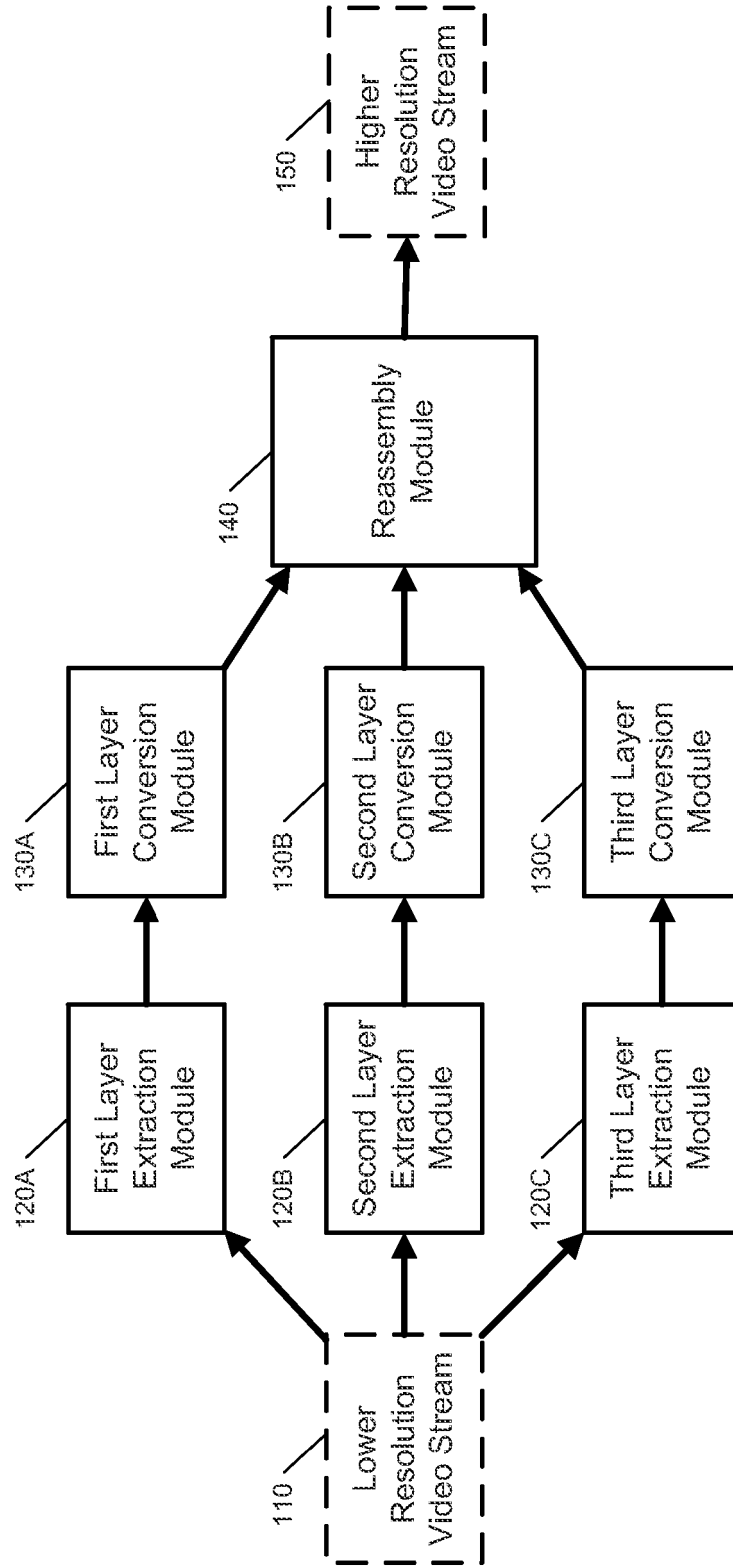 110
Lower
Resolution
Video Stream
120A
First Layer
Extraction
Module
120B
Second Layer
Extraction
Module
120C
Third Layer
Extraction
Module
130A
First Layer
Conversion
Module
130B
Second Layer
Conversion
Module
130C
Third Layer
Conversion
Module
140
Reassembly
Module
150
Higher
Resolution
Video Stream